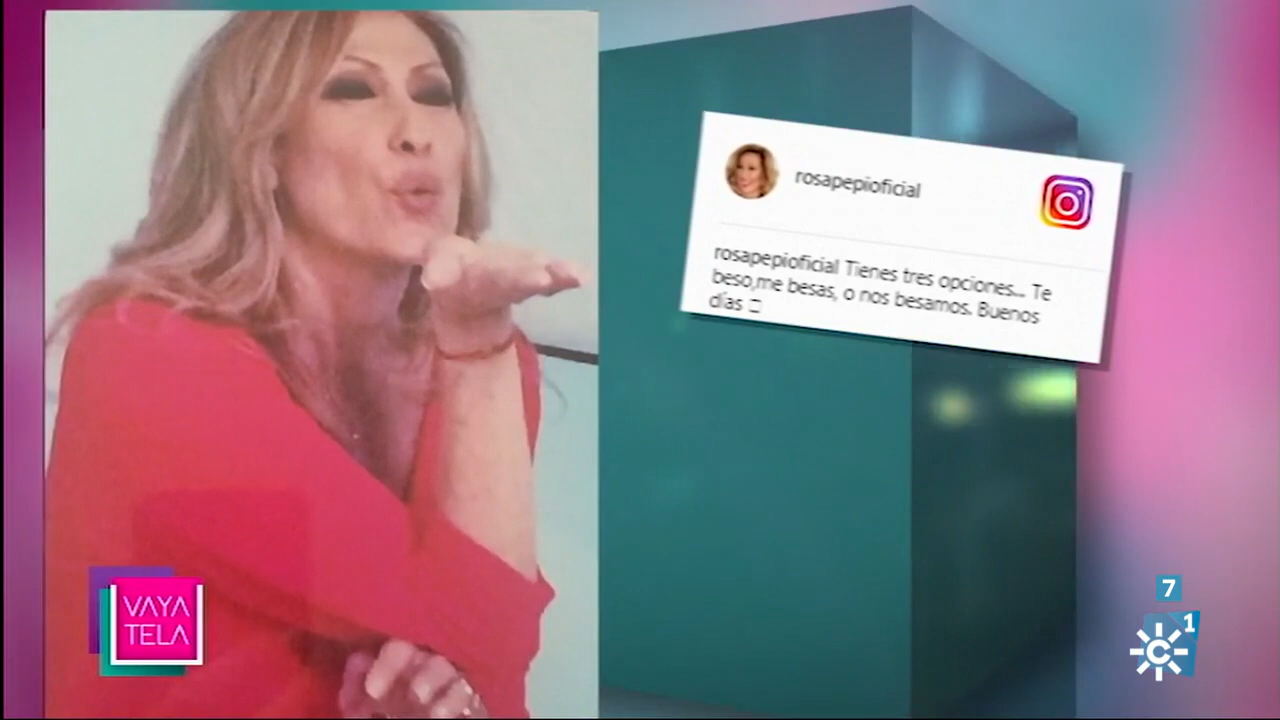 rosapepioficial
rosapepioficial Tienes tres opciones... Te
beso,me besas, o nos besamos. Buenos
días
VAYA
TELA
7
1
C